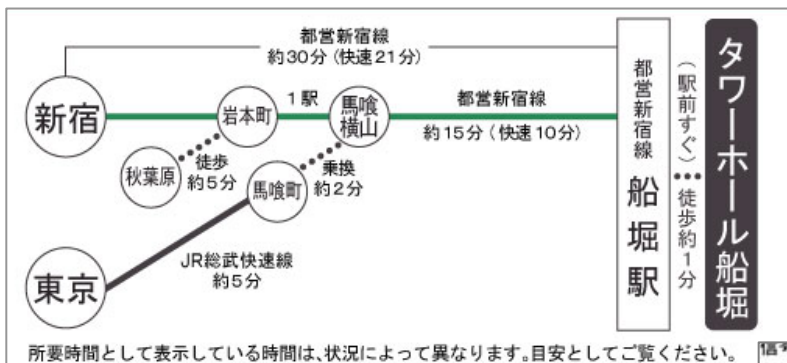 都営新宿線
約30分（快速21分）
新宿
岩本町
1駅
馬喰
横山
都営新宿線
約15分（快速10分）
秋葉原
徒歩
約5分
馬喰町
乗換
約2分
東京
JR総武快速線
約5分
都営新宿線 船堀駅
（駅前すぐ）
徒歩約1分
タワーホール船堀
所要時間として表示している時間は、状況によって異なります。目安としてご覧ください。